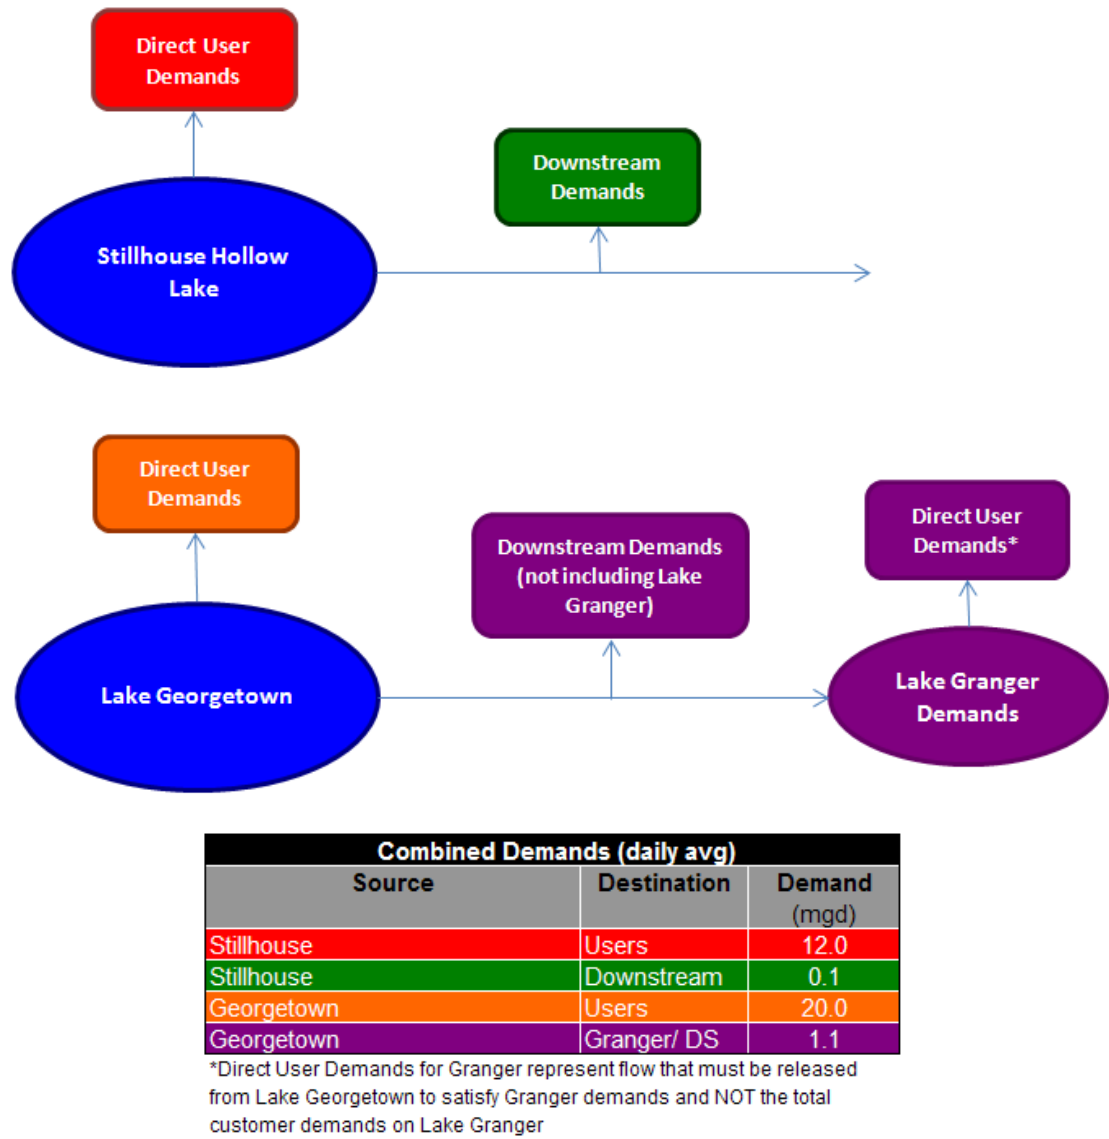 Direct User
Demands
Downstream
Demands
Stillhouse Hollow
Lake
Direct User
Demands
Direct User
Demands*
Downstream Demands
(not including Lake
Granger)
Lake Georgetown
Lake Granger
Demands
Combined Demands (daily avg)
Source Destination Demand
(mgd)
Stillhouse Users 12.0
Stillhouse Downstream 0.1
Georgetown Users 20.0
Georgetown Granger/ DS 1.1
*Direct User Demands for Granger represent flow that must be released
from Lake Georgetown to satisfy Granger demands and NOT the total
customer demands on Lake Granger